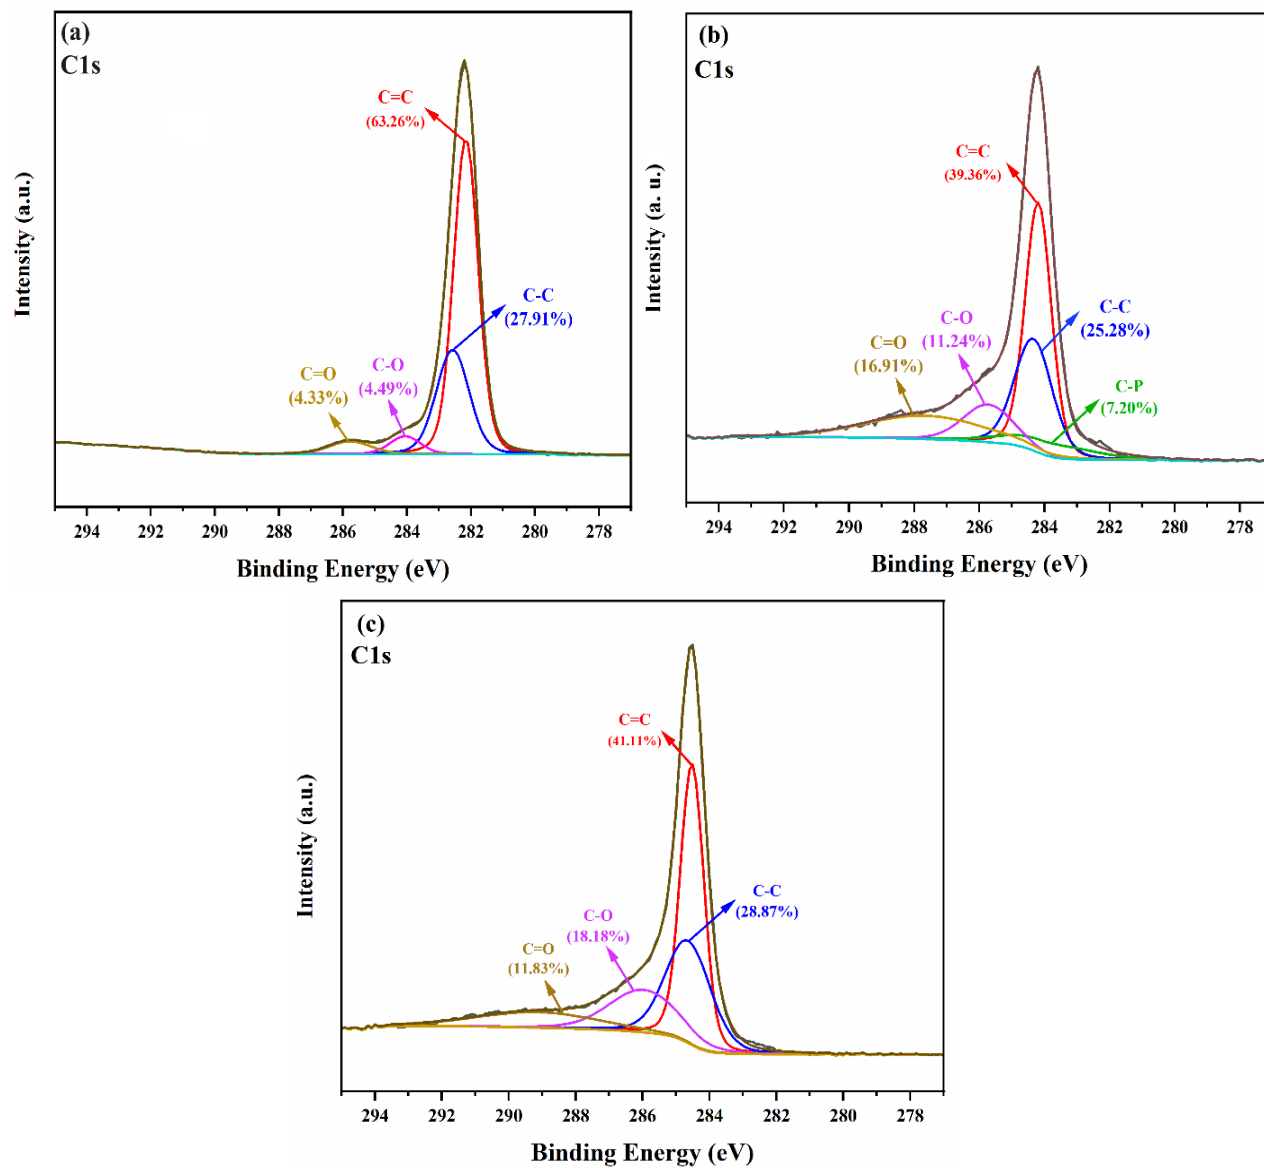 (a)
C1s
C=C
(63.26%)
C-C
(27.91%)
C=O
(4.33%)
C-O
(4.49%)
Intensity (a.u.)
294 292 290 288 286 284 282 280 278
Binding Energy (eV)
(b)
C1s
C=C
(39.36%)
C-C
(25.28%)
C-O
(11.24%)
C=O
(16.91%)
C-P
(7.20%)
Intensity (a. u.)
294 292 290 288 286 284 282 280 278
Binding Energy (eV)
(c)
C1s
C=C
(41.11%)
C-C
(28.87%)
C-O
(18.18%)
C=O
(11.83%)
Intensity (a.u.)
294 292 290 288 286 284 282 280 278
Binding Energy (eV)